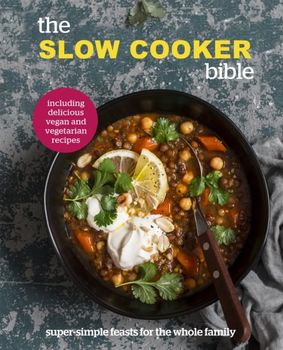 the
SLOW COOKER
bible
including
delicious
vegan and
vegetarian
recipes
super-simple feasts for the whole family